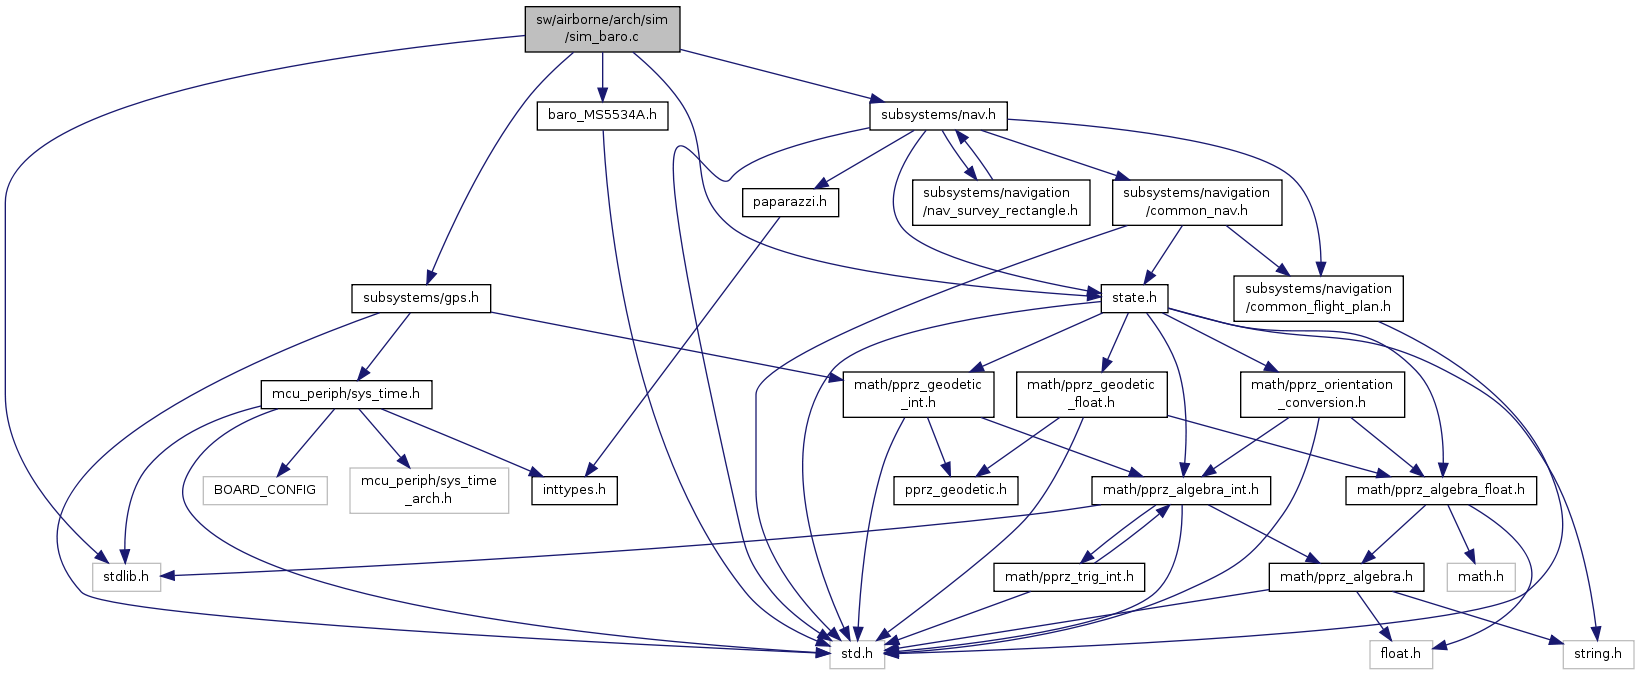 sw/airborne/arch/sim
/sim_baro.c
baro_MS5534A.h
subsystems/nav.h
paparazzi.h
subsystems/navigation
/nav_survey_rectangle.h
subsystems/navigation
/common_nav.h
subsystems/gps.h
state.h
subsystems/navigation
/common_flight_plan.h
mcu_periph/sys_time.h
math/pprz_geodetic
_int.h
math/pprz_geodetic
_float.h
math/pprz_orientation
_conversion.h
BOARD_CONFIG
mcu_periph/sys_time
_arch.h
inttypes.h
pprz_geodetic.h
math/pprz_algebra_int.h
math/pprz_algebra_float.h
stdlib.h
math/pprz_trig_int.h
math/pprz_algebra.h
math.h
std.h
float.h
string.h